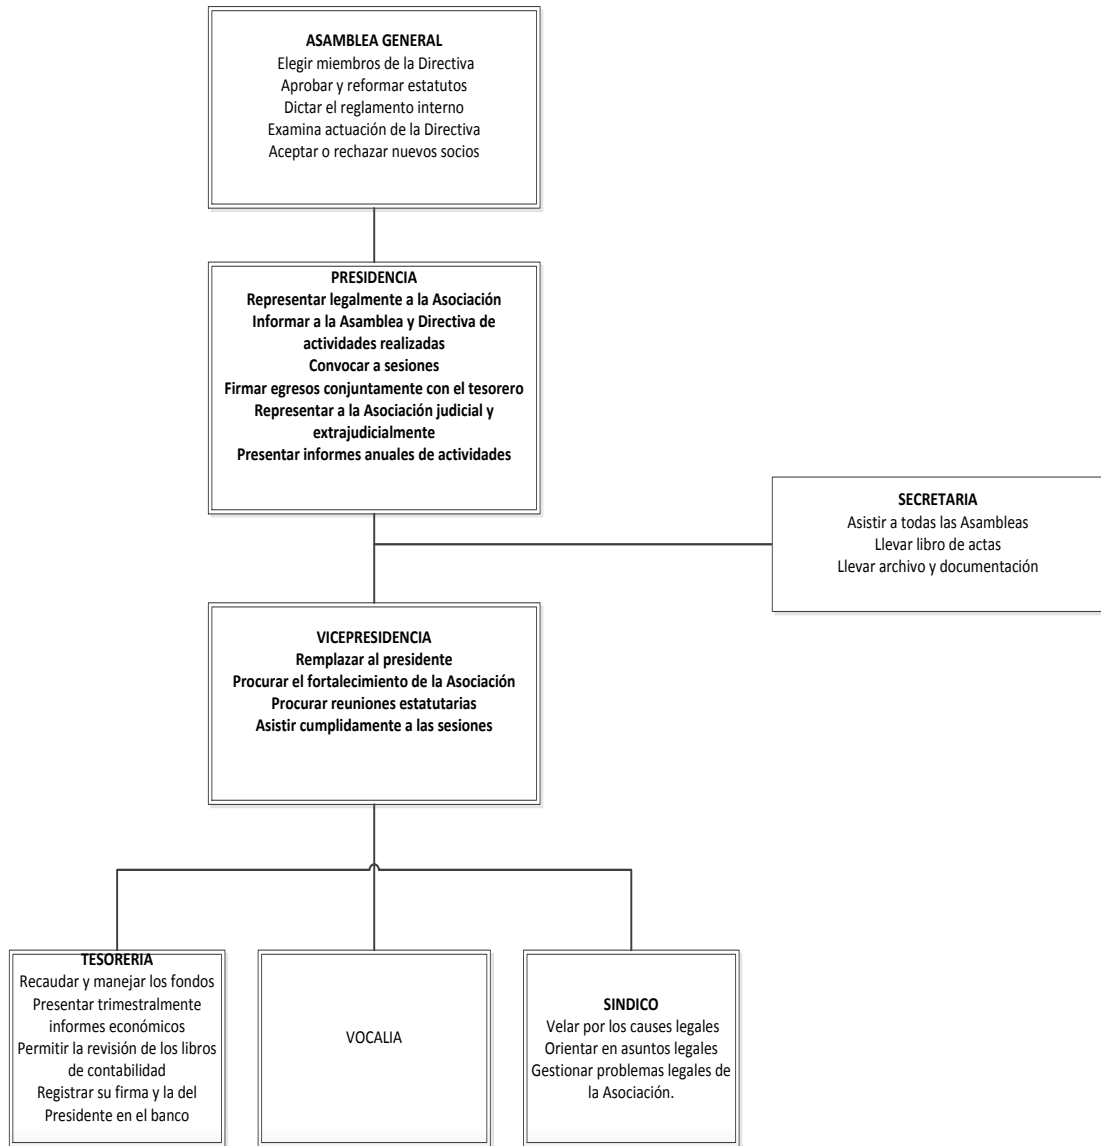 ASAMBLEA GENERAL
Elegir miembros de la Directiva
Aprobar y reformar estatutos
Dictar el reglamento interno
Examina actuación de la Directiva
Aceptar o rechazar nuevos socios
PRESIDENCIA
Representar legalmente a la Asociación
Informar a la Asamblea y Directiva de
actividades realizadas
Convocar a sesiones
Firmar egresos conjuntamente con el tesorero
Representar a la Asociación judicial y
extrajudicialmente
Presentar informes anuales de actividades
SECRETARIA
Asistir a todas las Asambleas
Llevar libro de actas
Llevar archivo y documentación
VICEPRESIDENCIA
Remplazar al presidente
Procurar el fortalecimiento de la Asociación
Procurar reuniones estatutarias
Asistir cumplidamente a las sesiones
TESORERIA
Recaudar y manejar los fondos
Presentar trimestralmente
informes económicos
Permitir la revisión de los libros
de contabilidad
Registrar su firma y la del
Presidente en el banco
VOCALIA
SINDICO
Velar por los causes legales
Orientar en asuntos legales
Gestionar problemas legales de
la Asociación.